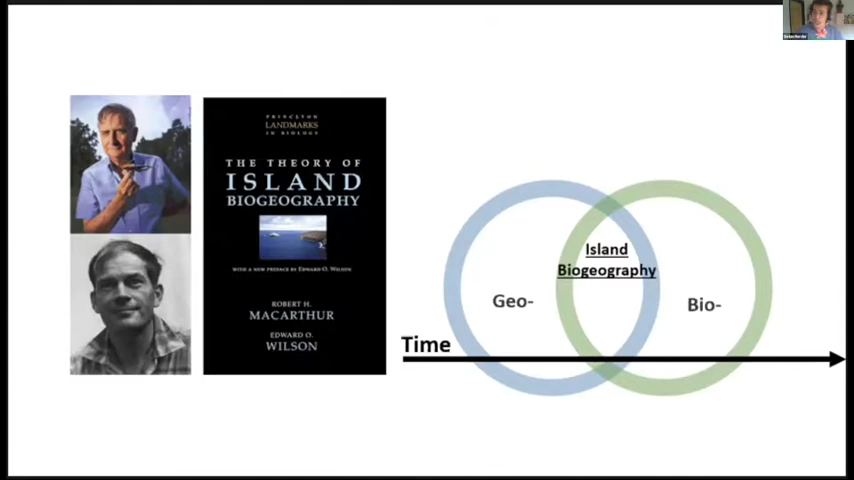 PRINCETON
LANDMARKS
IN BIOLOGY
THE THEORY OF
ISLAND
BIOGEOGRAPHY
WITH A NEW PREFACE BY EDWARD O. WILSON
ROBERT H.
MACARTHUR
EDWARD O.
WILSON
Island
Biogeography
Geo-
Bio-
Time